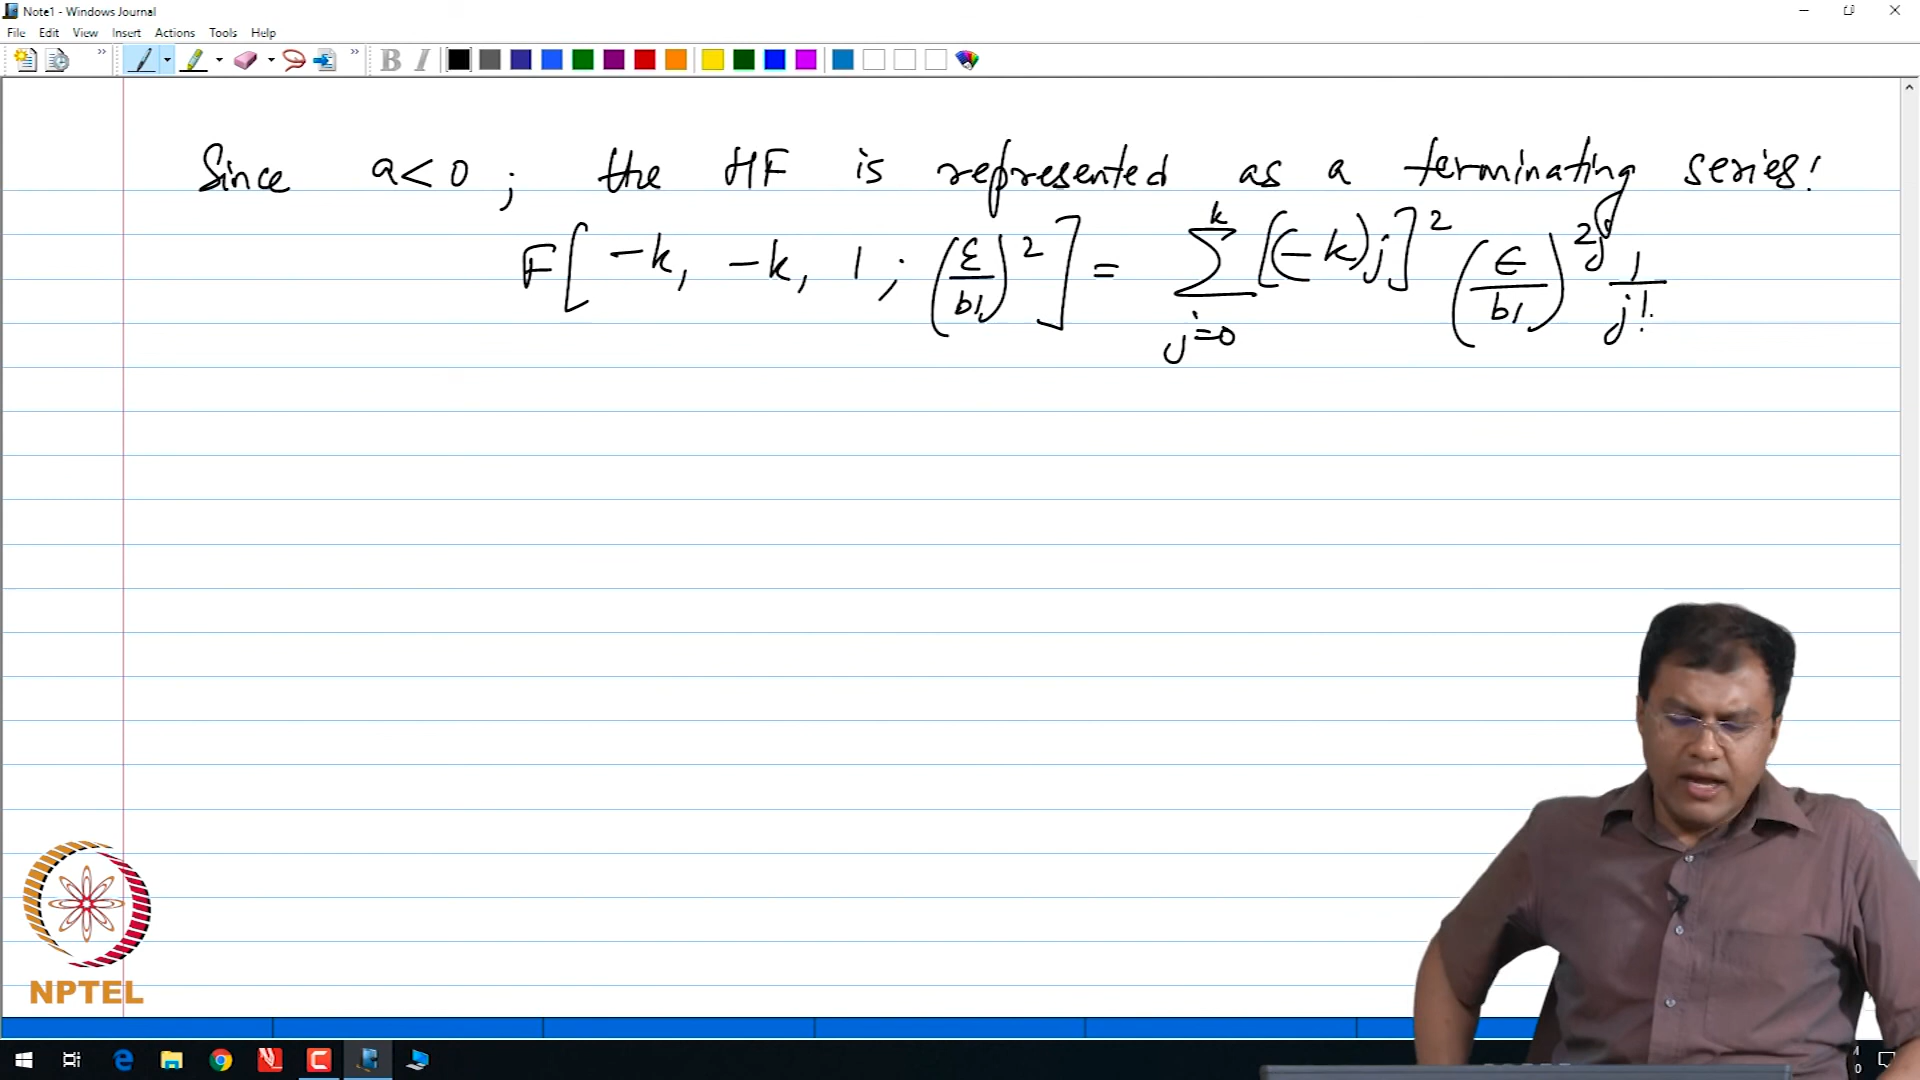 Note1 - Windows Journal
File Edit View Insert Actions Tools Help
Since a<0 ; the HF is represented as a terminating series!
F[ -k, -k, 1 ; (ε/b1)^2 ] = Σ_{j=0}^{k} [(-k)_j]^2 (ε/b1)^{2j} 1/j!
NPTEL